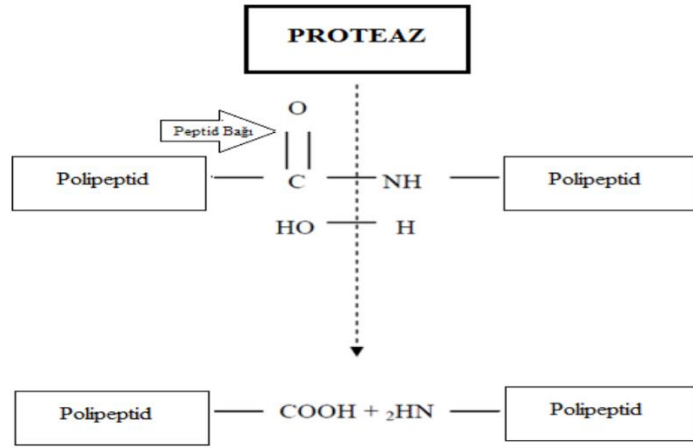 PROTEAZ
O
Peptid Bağı
Polipeptid C NH Polipeptid
HO H
Polipeptid COOH + ₂HN Polipeptid